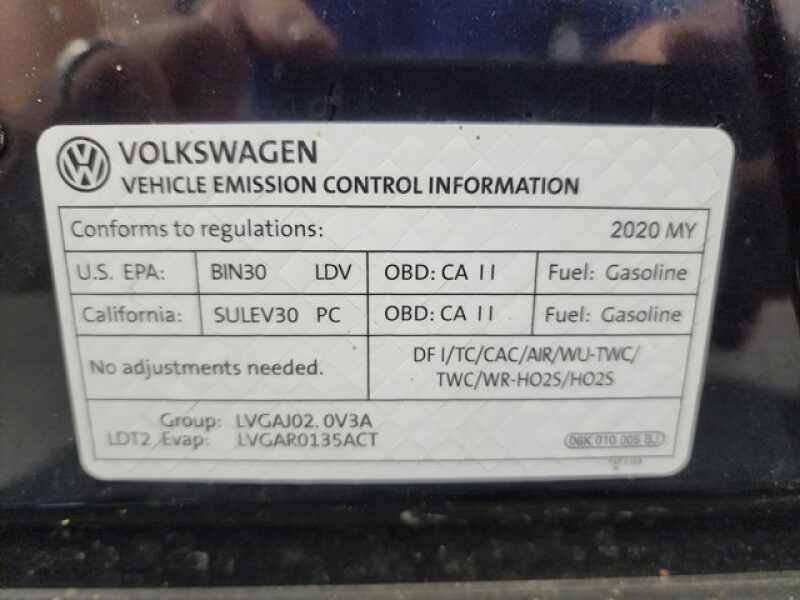 VOLKSWAGEN
VEHICLE EMISSION CONTROL INFORMATION
Conforms to regulations: 2020 MY
U.S. EPA: BIN30 LDV OBD: CA II Fuel: Gasoline
California: SULEV30 PC OBD: CA II Fuel: Gasoline
No adjustments needed.
DFI/TC/CAC/AIR/WU-TWC/
TWC/WR-HO2S/HO2S
Group: LVGAJ02.0V3A
LDT2 Evap: LVGAR0135ACT
06K 010 005